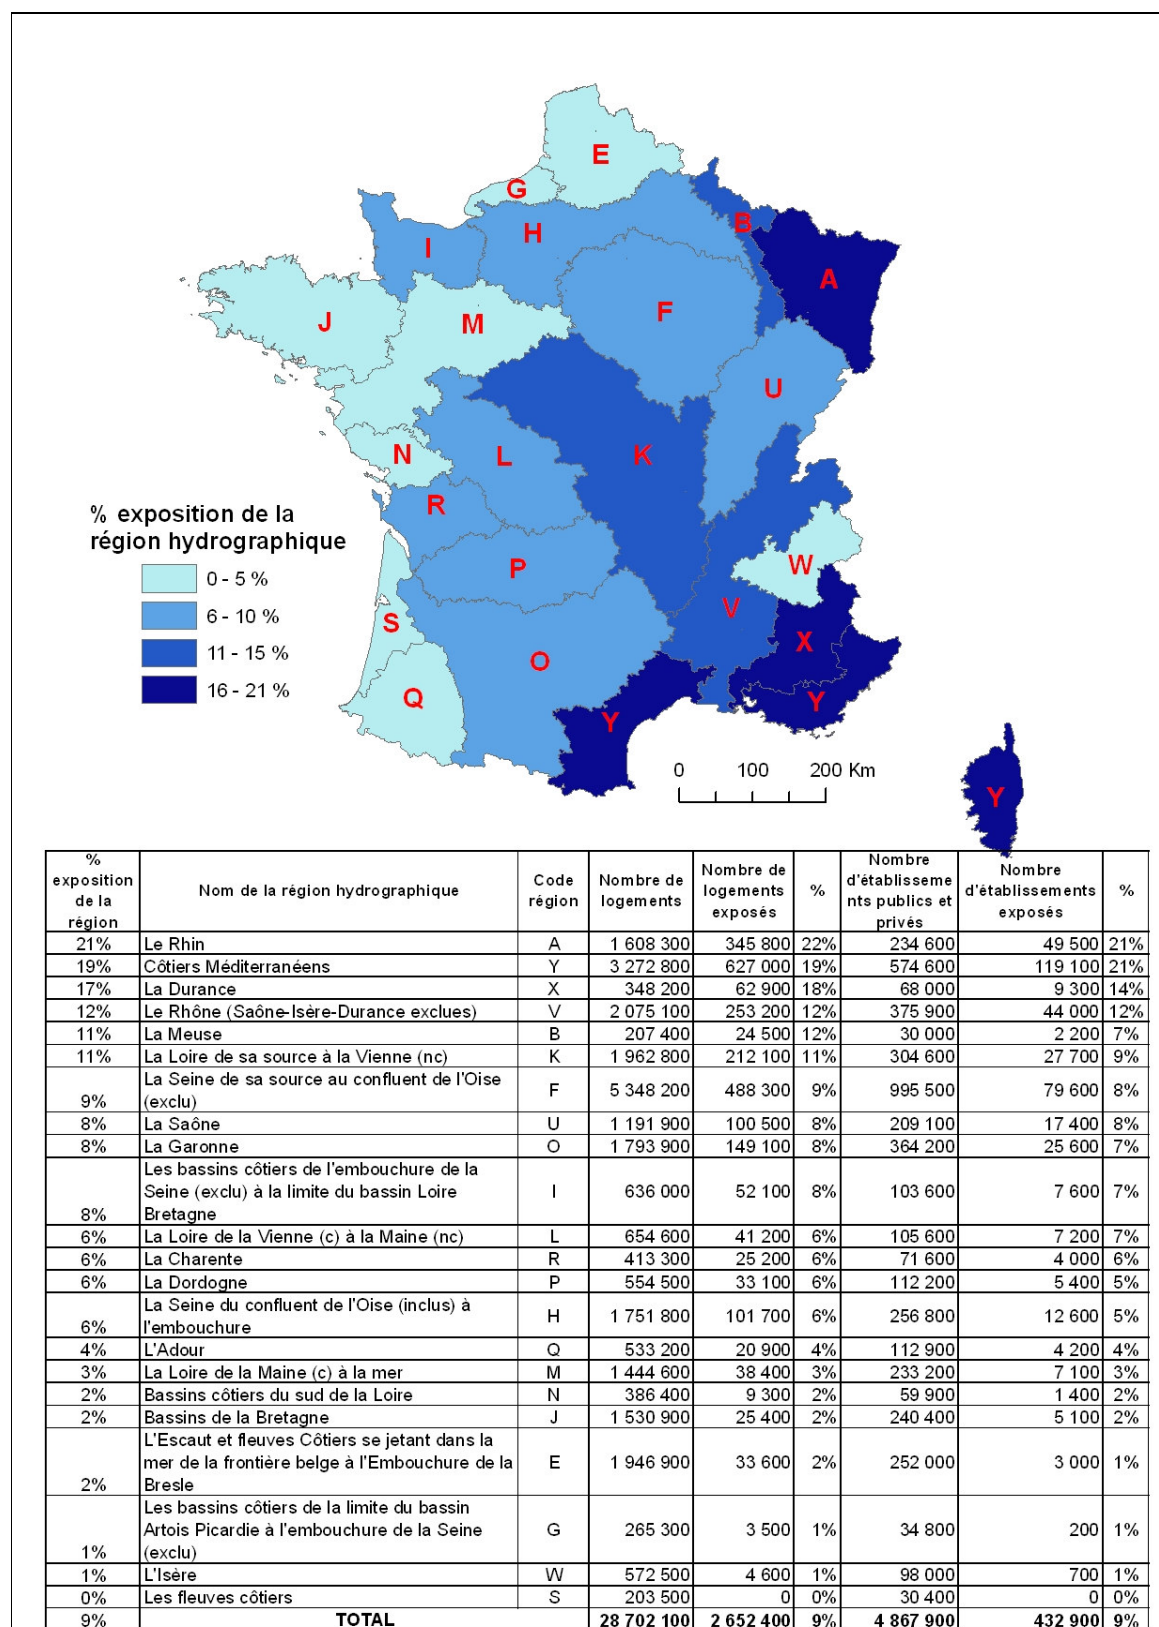 E
G
B
H
I
A
J
M
F
U
N
L
K
R
P
W
V
S
X
O
Q
Y
Y
Y
% exposition de la
région hydrographique
0 - 5 %
6 - 10 %
11 - 15 %
16 - 21 %
0 100 200 Km
%
exposition
de la
région
Nom de la région hydrographique
Code
région
Nombre de
logements
Nombre de
logements
exposés
%
Nombre
d'établisseme
nts publics et
privés
Nombre
d'établissements
exposés
%
21% Le Rhin A 1 608 300 345 800 22% 234 600 49 500 21%
19% Côtiers Méditerranéens Y 3 272 800 627 000 19% 574 600 119 100 21%
17% La Durance X 348 200 62 900 18% 68 000 9 300 14%
12% Le Rhône (Saône-Isère-Durance exclues) V 2 075 100 253 200 12% 375 900 44 000 12%
11% La Meuse B 207 400 24 500 12% 30 000 2 200 7%
11% La Loire de sa source à la Vienne (nc) K 1 962 800 212 100 11% 304 600 27 700 9%
La Seine de sa source au confluent de l'Oise
9% (exclu) F 5 348 200 488 300 9% 995 500 79 600 8%
8% La Saône U 1 191 900 100 500 8% 209 100 17 400 8%
8% La Garonne O 1 793 900 149 100 8% 364 200 25 600 7%
Les bassins côtiers de l'embouchure de la
Seine (exclu) à la limite du bassin Loire I 636 000 52 100 8% 103 600 7 600 7%
8% Bretagne
6% La Loire de la Vienne (c) à la Maine (nc) L 654 600 41 200 6% 105 600 7 200 7%
6% La Charente R 413 300 25 200 6% 71 600 4 000 6%
6% La Dordogne P 554 500 33 100 6% 112 200 5 400 5%
La Seine du confluent de l'Oise (inclus) à
6% l'embouchure H 1 751 800 101 700 6% 256 800 12 600 5%
4% L'Adour Q 533 200 20 900 4% 112 900 4 200 4%
3% La Loire de la Maine (c) à la mer M 1 444 600 38 400 3% 233 200 7 100 3%
2% Bassins côtiers du sud de la Loire N 386 400 9 300 2% 59 900 1 400 2%
2% Bassins de la Bretagne J 1 530 900 25 400 2% 240 400 5 100 2%
L'Escaut et fleuves Côtiers se jetant dans la
mer de la frontière belge à l'Embouchure de la E 1 946 900 33 600 2% 252 000 3 000 1%
2% Bresle
Les bassins côtiers de la limite du bassin
Artois Picardie à l'embouchure de la Seine G 265 300 3 500 1% 34 800 200 1%
1% (exclu)
1% L'Isère W 572 500 4 600 1% 98 000 700 1%
0% Les fleuves côtiers S 203 500 0 0% 30 400 0 0%
9% TOTAL 28 702 100 2 652 400 9% 4 867 900 432 900 9%